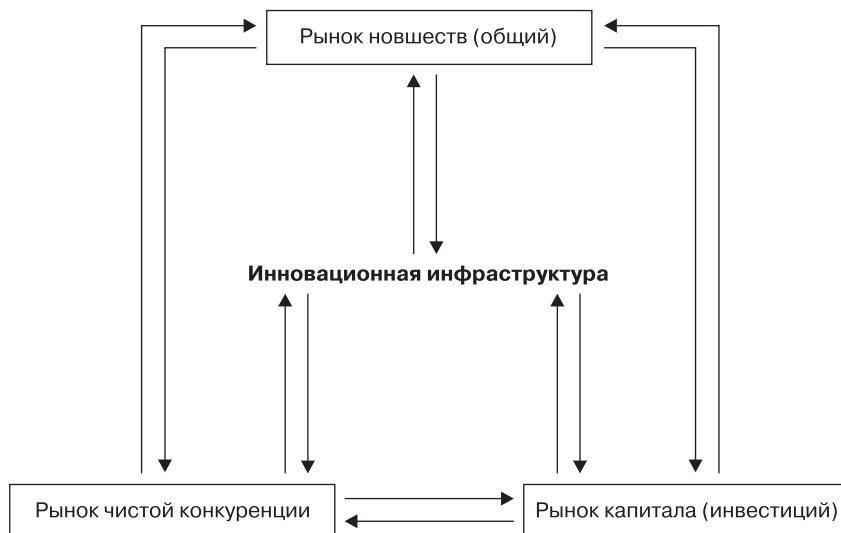 Рынок новшеств (общий)
Инновационная инфраструктура
Рынок чистой конкуренции
Рынок капитала (инвестиций)